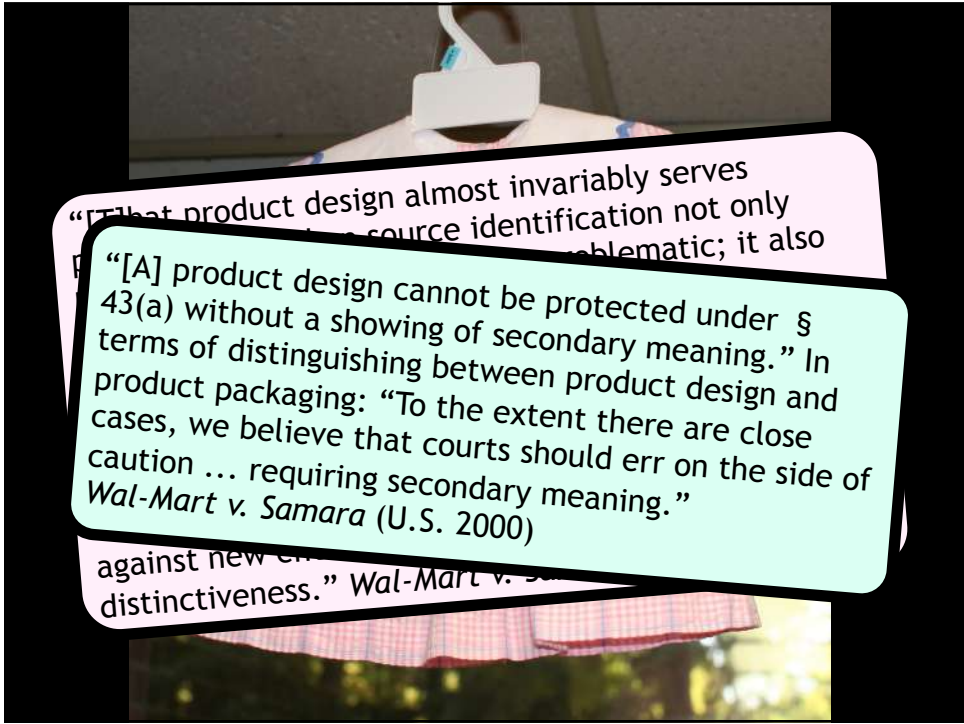 “[T]hat product design almost invariably serves
source identification not only
problematic; it also
“[A] product design cannot be protected under §
43(a) without a showing of secondary meaning.” In
terms of distinguishing between product design and
product packaging: “To the extent there are close
cases, we believe that courts should err on the side of
caution ... requiring secondary meaning.”
Wal-Mart v. Samara (U.S. 2000)
against new
distinctiveness.” Wal-Mart v.